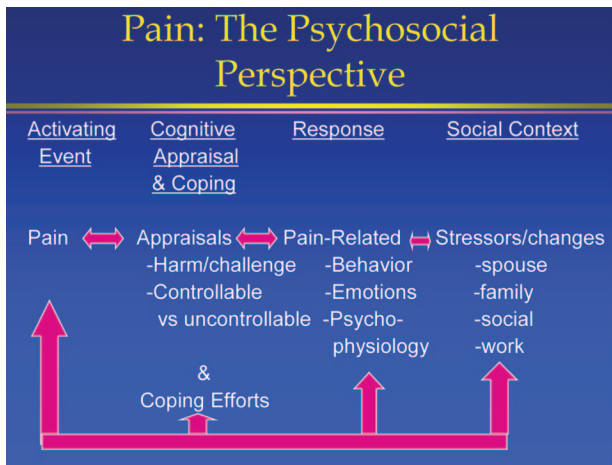 Pain: The Psychosocial
Perspective
Activating
Event
Cognitive
Appraisal
& Coping
Response
Social Context
Pain
Appraisals
-Harm/challenge
-Controllable
vs uncontrollable
&
Coping Efforts
Pain-Related
-Behavior
-Emotions
-Psycho-
physiology
Stressors/changes
-spouse
-family
-social
-work